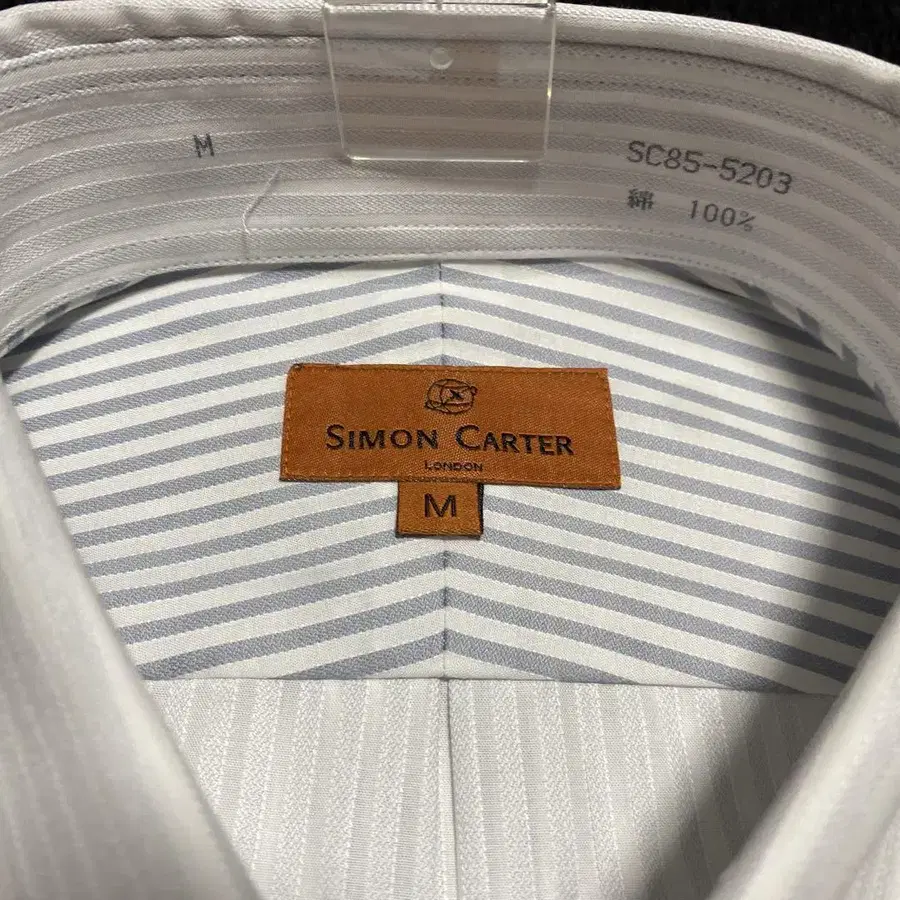 M
SC85-5203
綿 100%
SIMON CARTER
LONDON
M